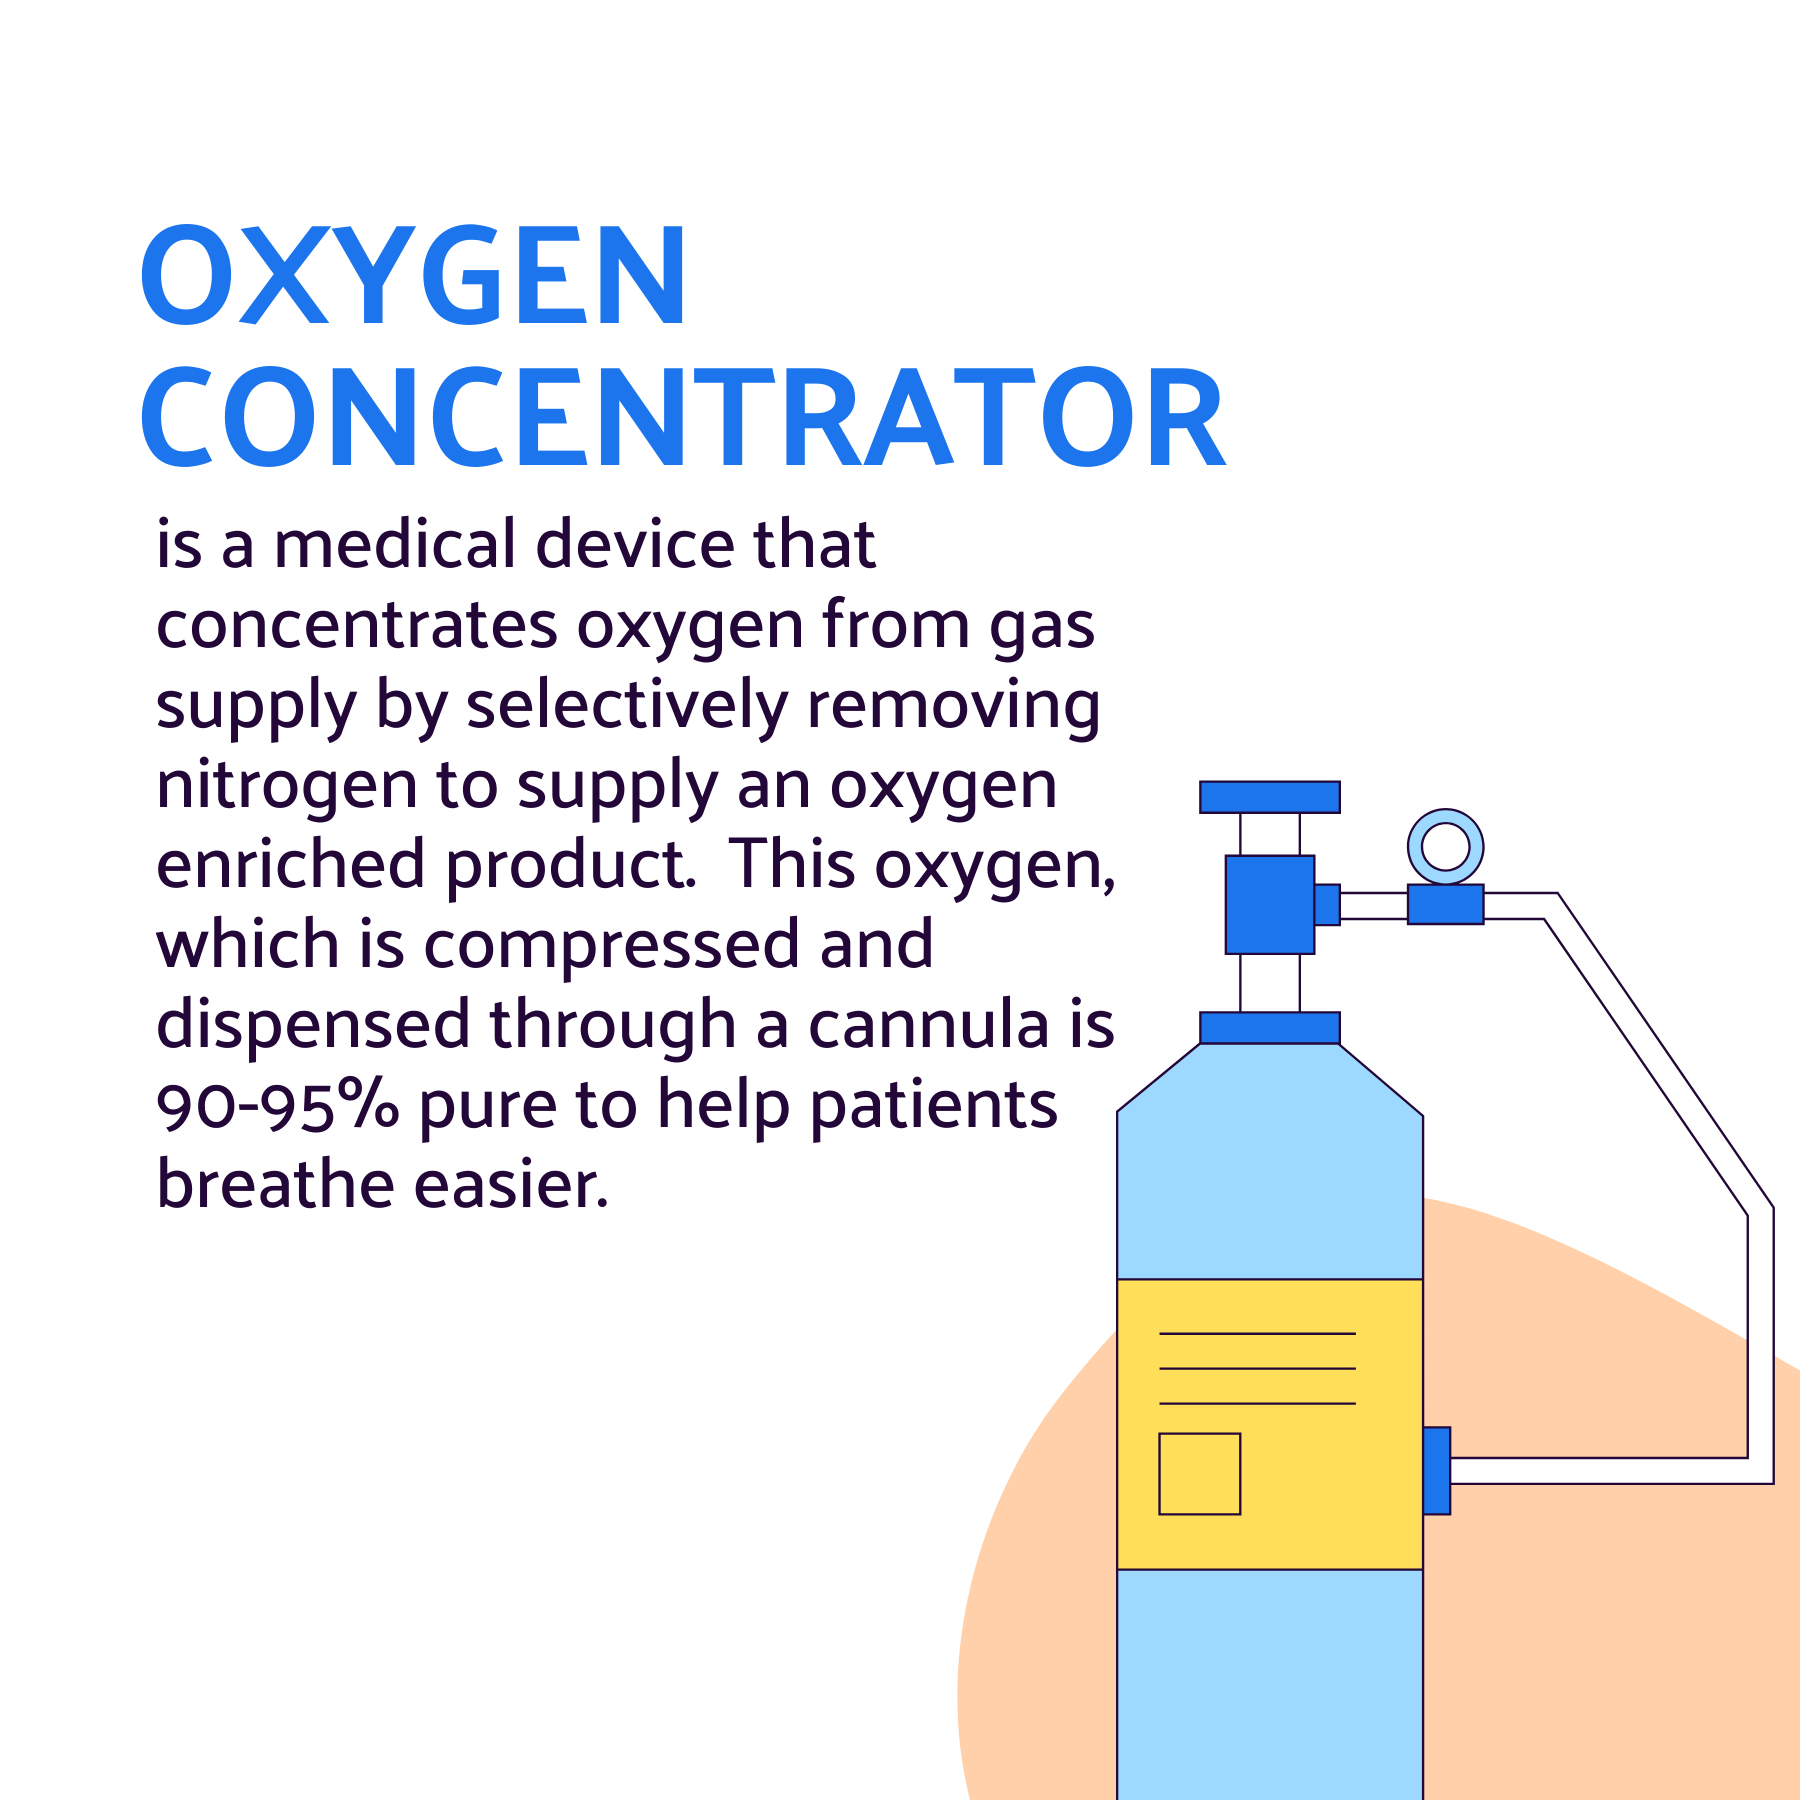 OXYGEN
CONCENTRATOR
is a medical device that
concentrates oxygen from gas
supply by selectively removing
nitrogen to supply an oxygen
enriched product.  This oxygen,
which is compressed and
dispensed through a cannula is
90-95% pure to help patients
breathe easier.